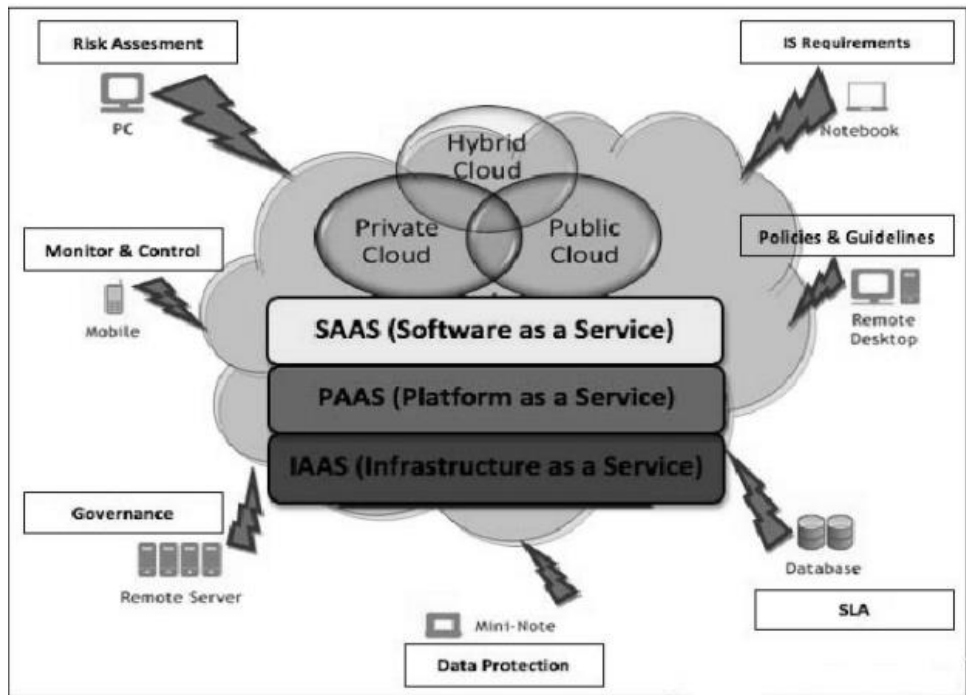 Risk Assesment
PC
IS Requirements
Notebook
Hybrid
Cloud
Private
Cloud
Public
Cloud
Monitor & Control
Mobile
Policies & Guidelines
Remote
Desktop
SAAS (Software as a Service)
PAAS (Platform as a Service)
IAAS (Infrastructure as a Service)
Governance
Remote Server
Database
SLA
Mini-Note
Data Protection